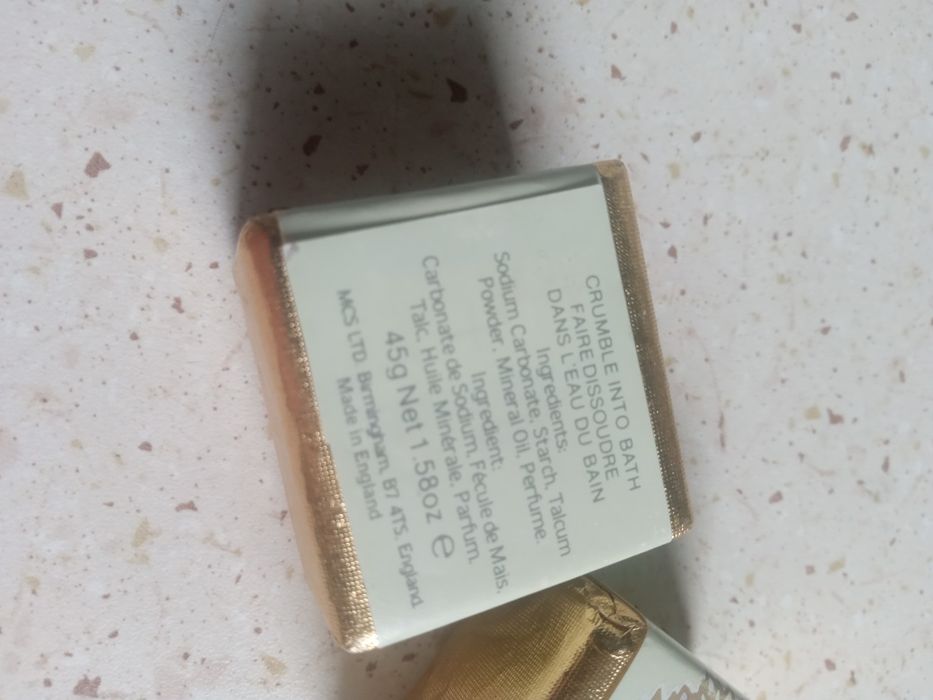 CRUMBLE INTO BATH
FAIRE DISSOUDRE
DANS L'EAU DU BAIN
Ingredients:
Sodium Carbonate, Starch, Talcum
Powder, Mineral Oil, Perfume.
Ingredient:
Carbonate de Sodium, Fécule de Maïs,
Talc, Huile Minérale, Parfum.
45g Net 1.58oz e
MCS LTD. Birmingham, B7 4TS. England.
Made in England